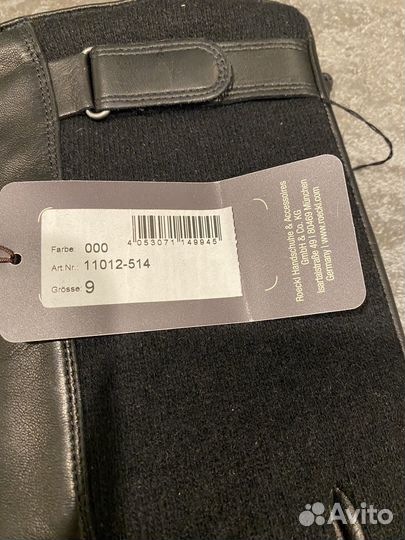 Farbe: 000
4 053071 149945
Art.Nr.: 11012-514
Grösse: 9
Roeckl Handschuhe & Accessoires
GmbH & Co. KG
Isartalstraße 49 | 80469 München
Germany | www.roeckl.com
Avito